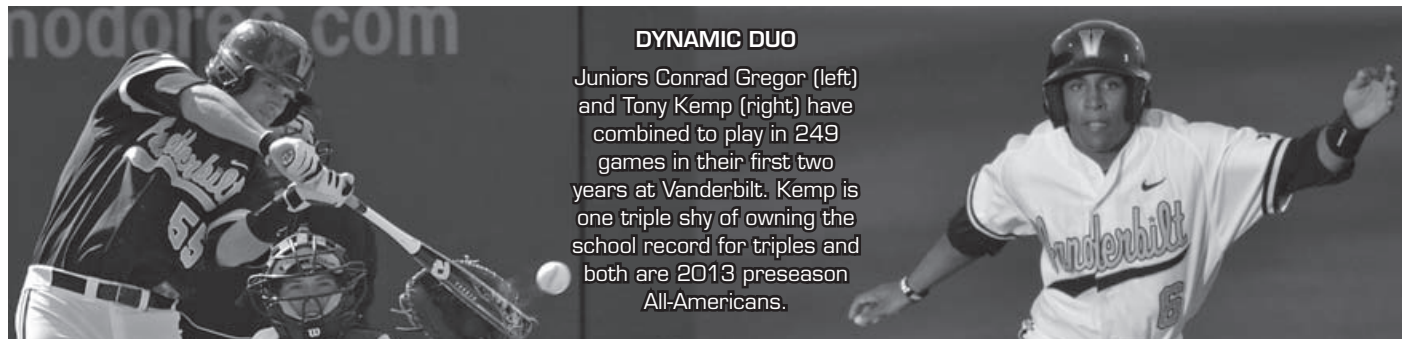 nodores.com
DYNAMIC DUO
Juniors Conrad Gregor (left)
and Tony Kemp (right) have
combined to play in 249
games in their first two
years at Vanderbilt. Kemp is
one triple shy of owning the
school record for triples and
both are 2013 preseason
All-Americans.
Vanderbilt
55
Vanderbilt
6